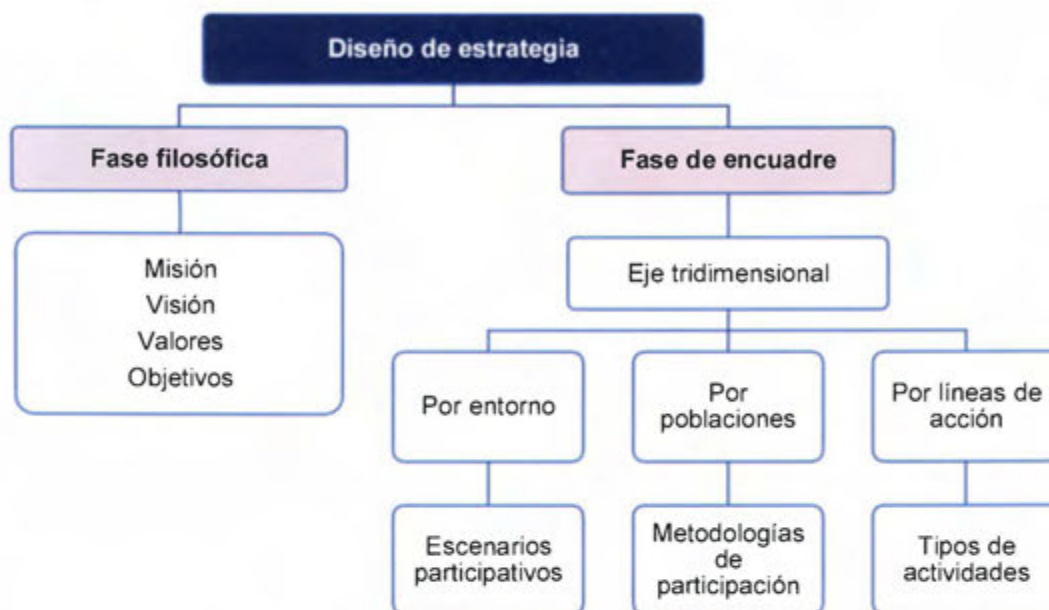 Diseño de estrategia
Fase filosófica
Fase de encuadre
Misión
Visión
Valores
Objetivos
Eje tridimensional
Por entorno
Por
poblaciones
Por líneas de
acción
Escenarios
participativos
Metodologías
de
participación
Tipos de
actividades